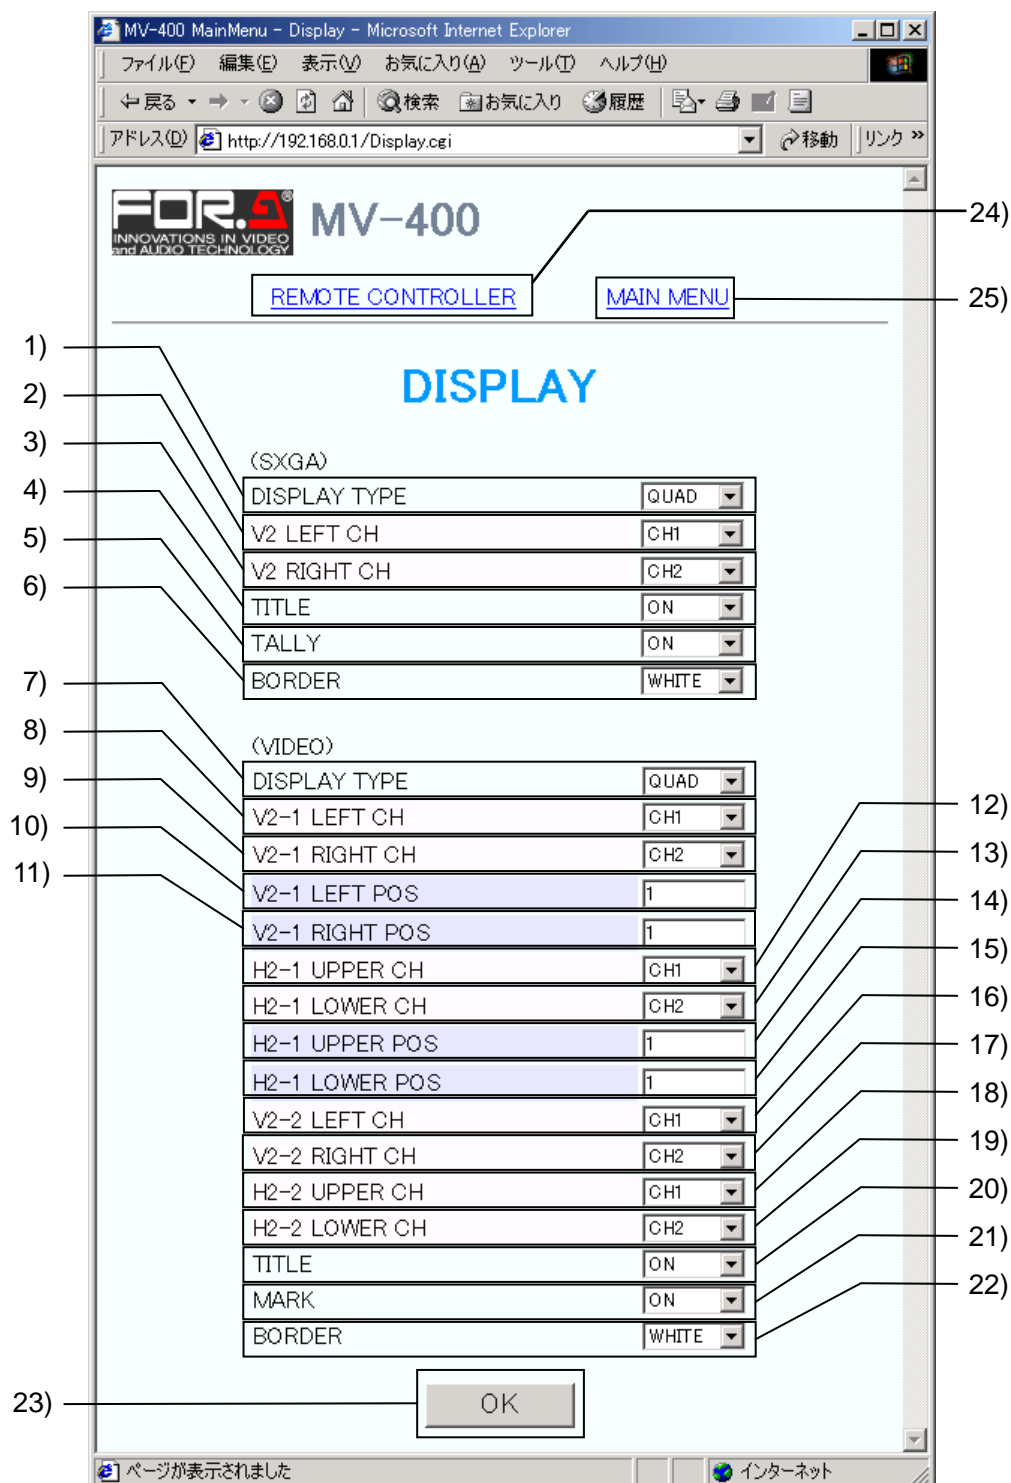 MV-400 MainMenu - Display - Microsoft Internet Explorer
ファイル(F) 編集(E) 表示(V) お気に入り(A) ツール(T) ヘルプ(H)
戻る 検索 お気に入り 履歴
アドレス(D) http://192.168.0.1/Display.cgi 移動 リンク »
FOR.A®
INNOVATIONS IN VIDEO
and AUDIO TECHNOLOGY
MV-400
24)
REMOTE CONTROLLER MAIN MENU 25)
1)
DISPLAY
2)
3)
(SXGA)
4) DISPLAY TYPE QUAD
5) V2 LEFT CH CH1
6) V2 RIGHT CH CH2
TITLE ON
TALLY ON
7) BORDER WHITE
8) (VIDEO)
9) DISPLAY TYPE QUAD
10) V2-1 LEFT CH CH1 12)
11) V2-1 RIGHT CH CH2 13)
V2-1 LEFT POS 1 14)
V2-1 RIGHT POS 1 15)
H2-1 UPPER CH CH1 16)
H2-1 LOWER CH CH2 17)
H2-1 UPPER POS 1 18)
H2-1 LOWER POS 1 19)
V2-2 LEFT CH CH1 20)
V2-2 RIGHT CH CH2 21)
H2-2 UPPER CH CH1 22)
H2-2 LOWER CH CH2
TITLE ON
MARK ON
BORDER WHITE
23) OK
ページが表示されました インターネット